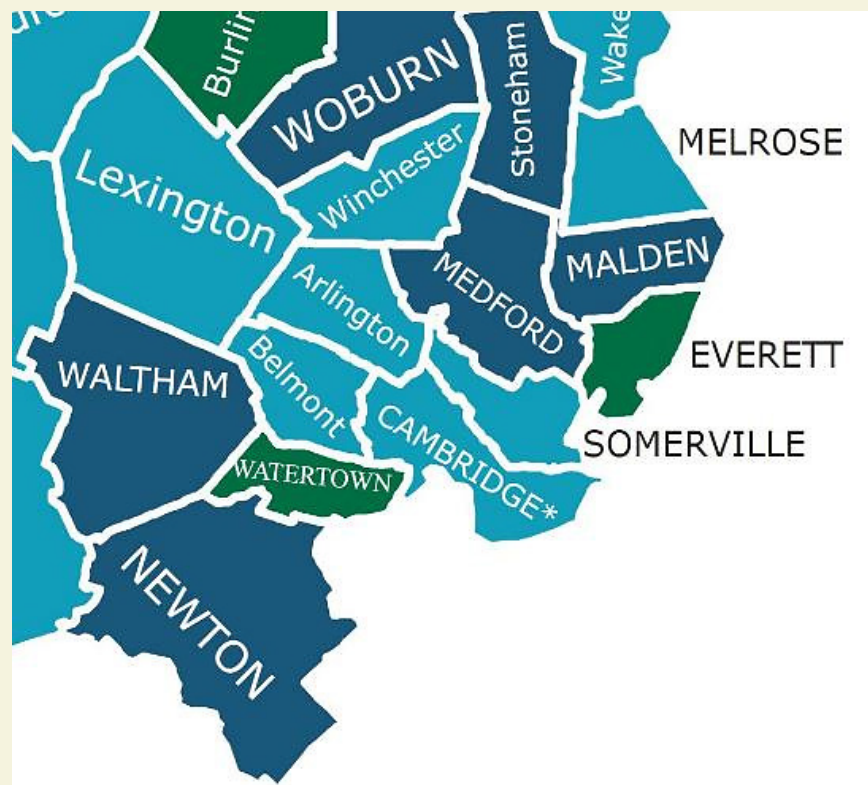 WOBURN
Stoneham
MELROSE
Lexington
Winchester
MEDFORD
MALDEN
Arlington
EVERETT
WALTHAM
Belmont
CAMBRIDGE*
SOMERVILLE
WATERTOWN
NEWTON